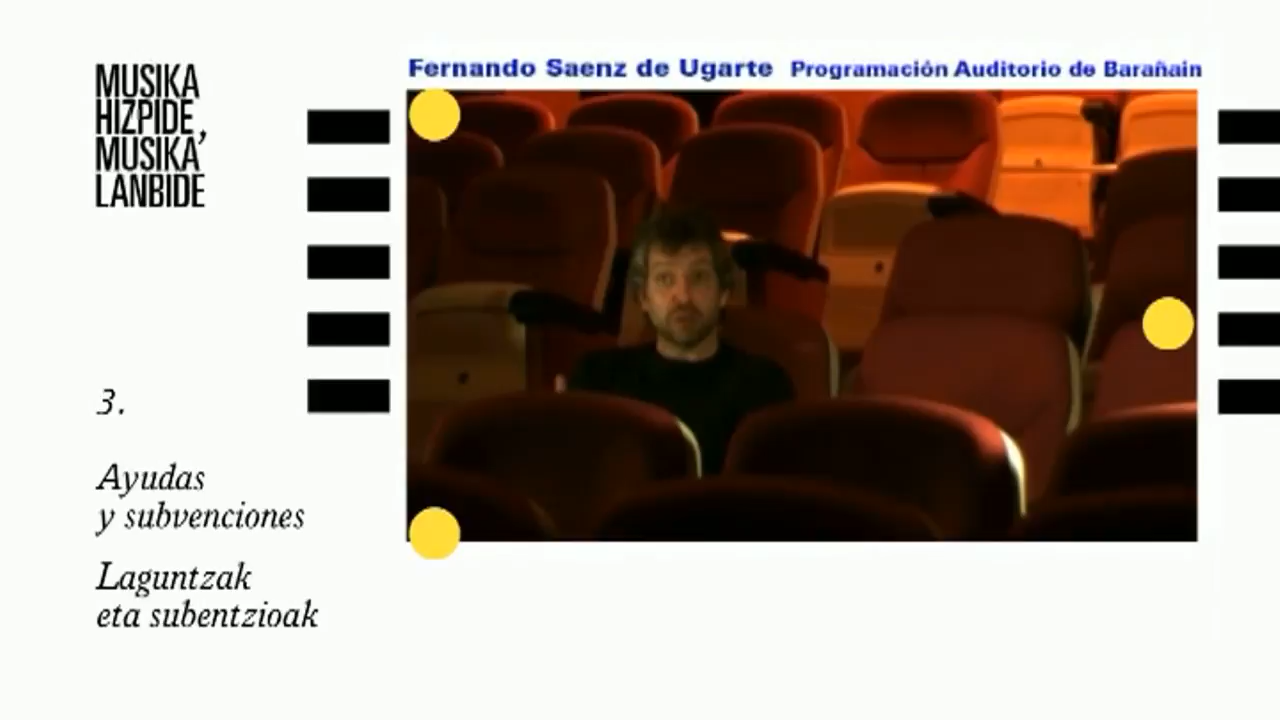 MUSIKA
HIZPIDE,
MUSIKA
LANBIDE
Fernando Saenz de Ugarte Programación Auditorio de Barañain
3.
Ayudas
y subvenciones
Laguntzak
eta subentzioak